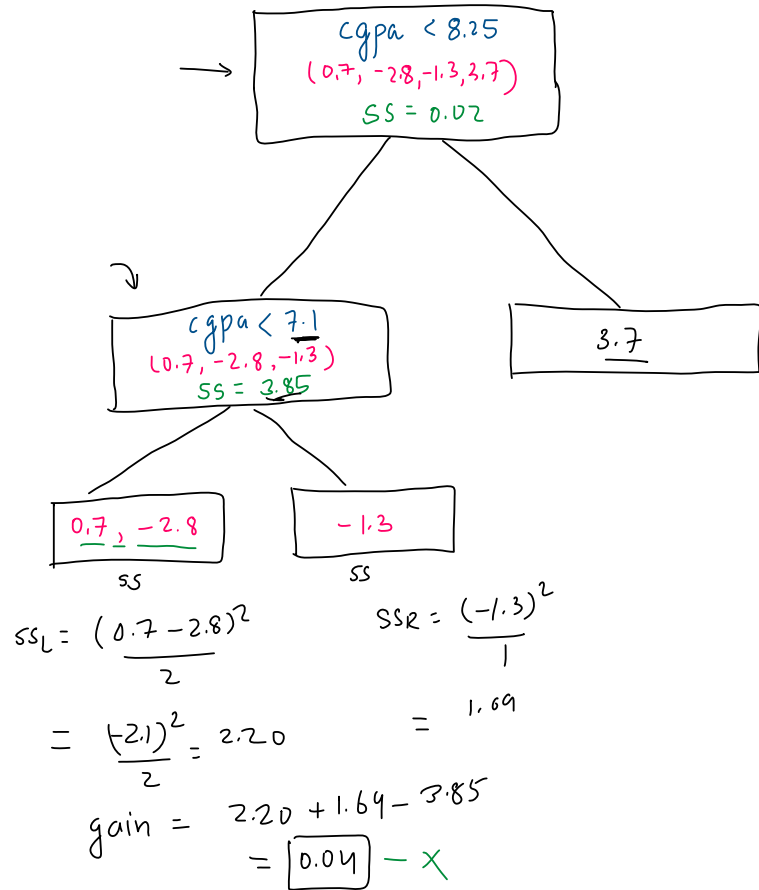 cgpa < 8.25
(0.7, -2.8, -1.3, 3.7)
SS = 0.02
cgpa < 7.1
(0.7, -2.8, -1.3)
SS = 3.85
3.7
0.7, -2.8
-1.3
SS
SS
SSL = (0.7 - 2.8)² / 2
SSR = (-1.3)² / 1
= (-2.1)² / 2 = 2.20
= 1.69
gain = 2.20 + 1.69 - 3.85
= 0.04 - X